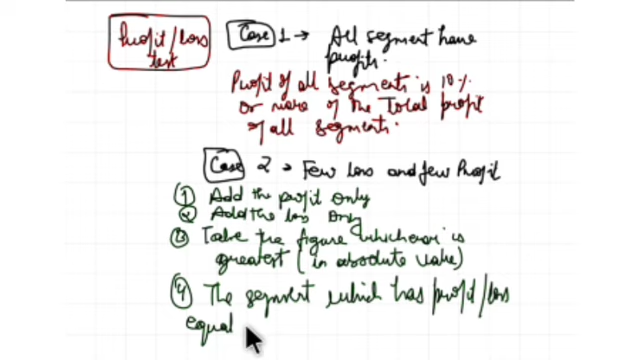 Profit/loss
test
Case 1 → All segment have
profits.
Profit of all segments is 10%
or more of the Total profit
of all segments.
Case 2 → Few loss and few Profit
① Add the profit only
② Add the loss only
③ Take the figure whichever is
greatest (in absolute value)
④ The segment which has profit/loss
equal